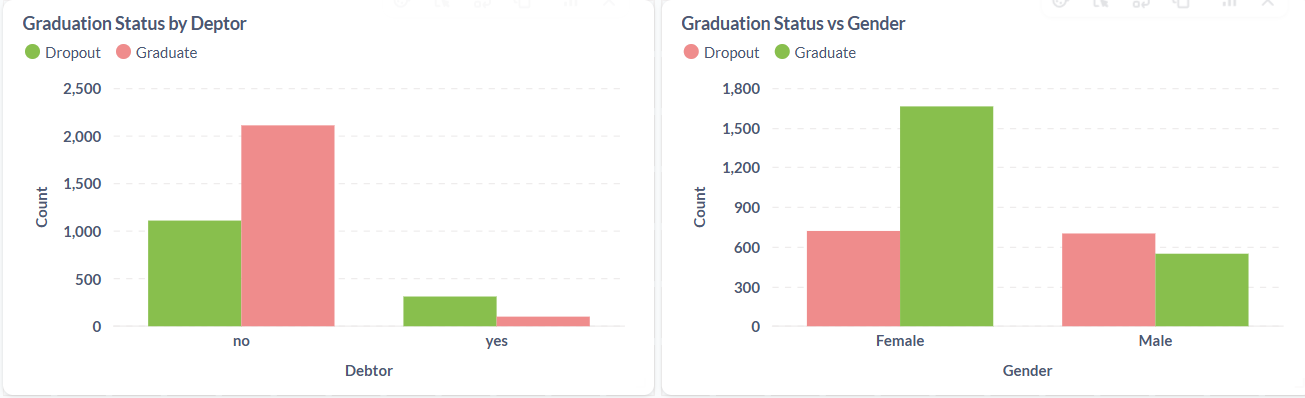 Graduation Status by Deptor
Dropout Graduate
2,500
2,000
1,500
1,000
500
0
Count
no yes
Debtor
Graduation Status vs Gender
Dropout Graduate
1,800
1,500
1,200
900
600
300
0
Count
Female Male
Gender